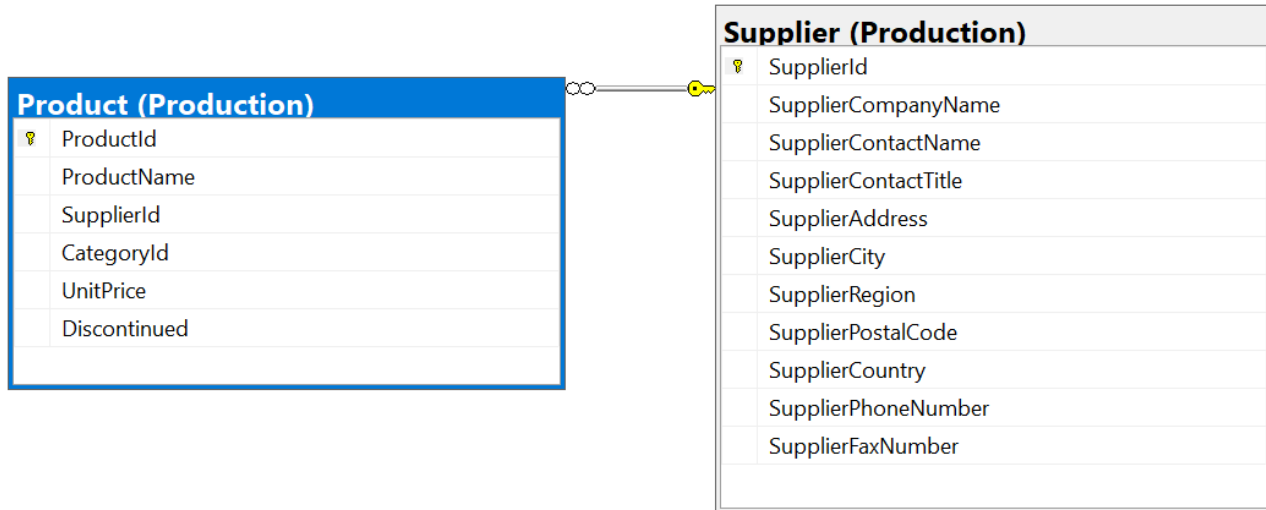 Product (Production)
ProductId
ProductName
SupplierId
CategoryId
UnitPrice
Discontinued
Supplier (Production)
SupplierId
SupplierCompanyName
SupplierContactName
SupplierContactTitle
SupplierAddress
SupplierCity
SupplierRegion
SupplierPostalCode
SupplierCountry
SupplierPhoneNumber
SupplierFaxNumber